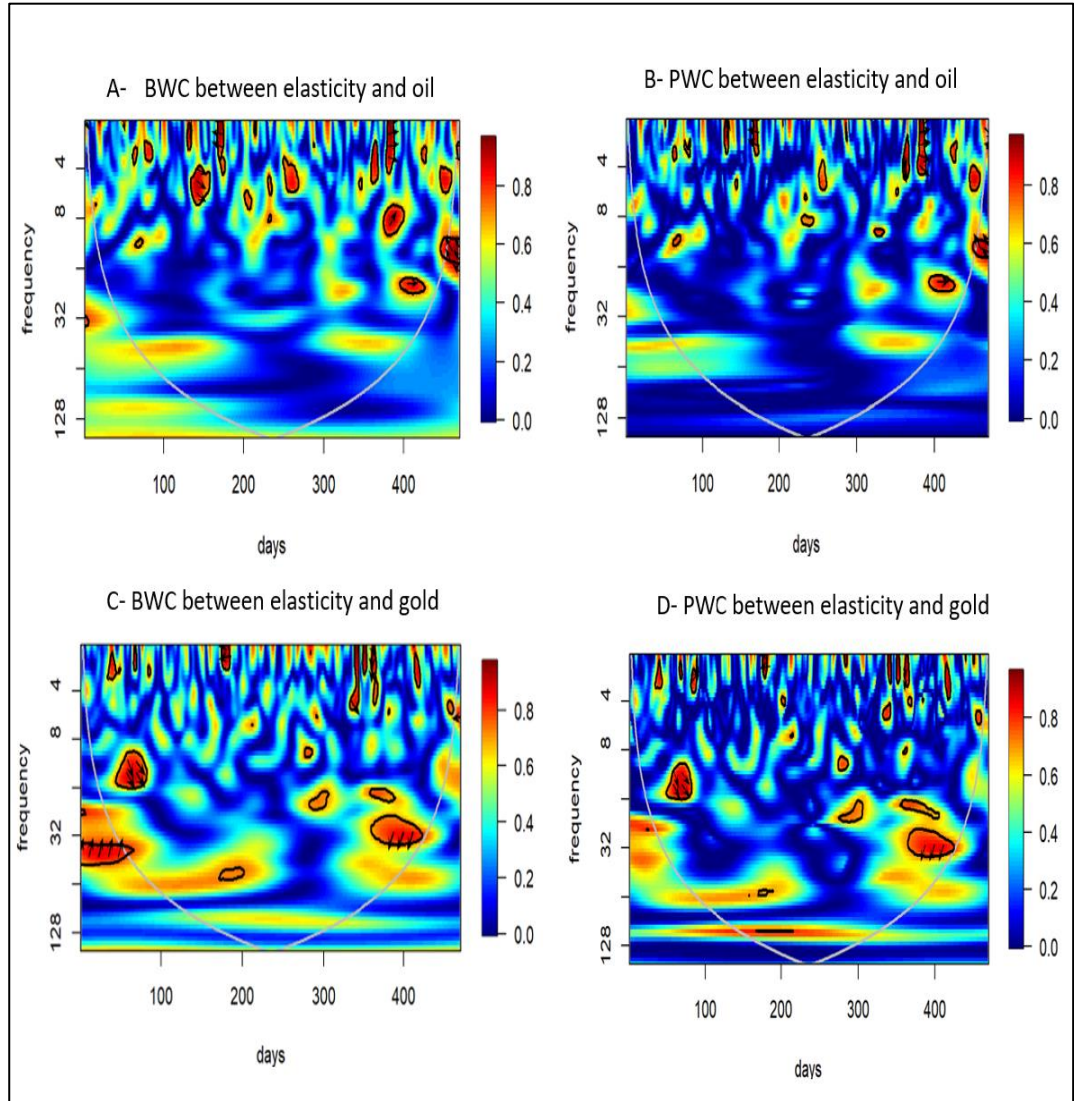 A- BWC between elasticity and oil
B- PWC between elasticity and oil
frequency
4
8
32
128
100 200 300 400
days
0.8
0.6
0.4
0.2
0.0
frequency
4
8
32
128
100 200 300 400
days
0.8
0.6
0.4
0.2
0.0
C- BWC between elasticity and gold
D- PWC between elasticity and gold
frequency
4
8
32
128
100 200 300 400
days
0.8
0.6
0.4
0.2
0.0
frequency
4
8
32
128
100 200 300 400
days
0.8
0.6
0.4
0.2
0.0